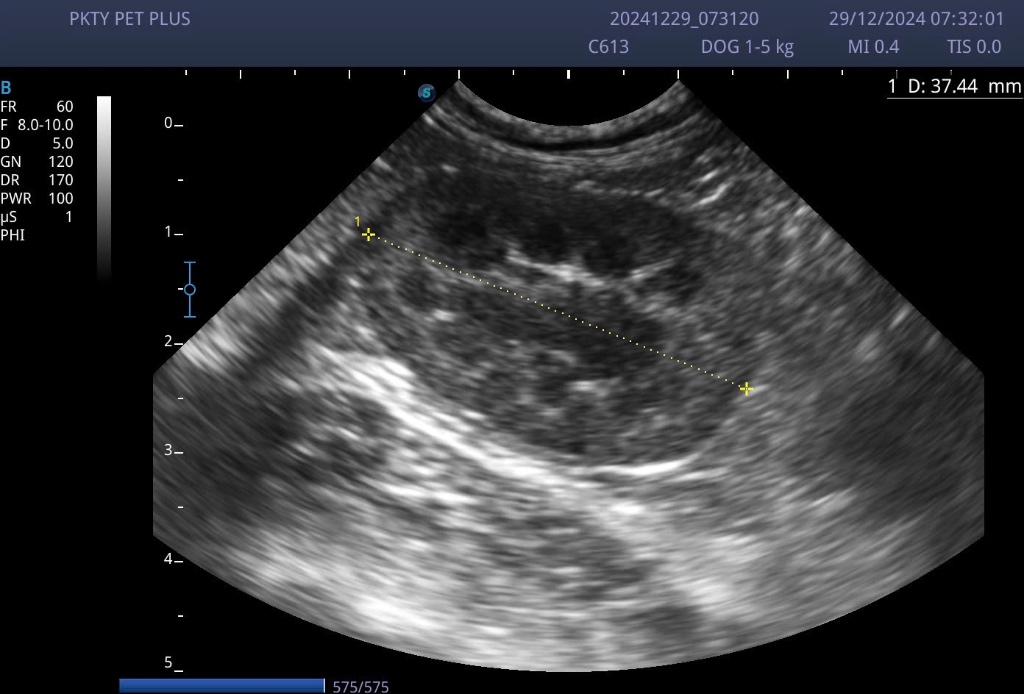 PKTY PET PLUS
20241229_073120
29/12/2024 07:32:01
C613
DOG 1-5 kg
MI 0.4
TIS 0.0
B
FR 60
F 8.0-10.0
D 5.0
GN 120
DR 170
PWR 100
µS 1
PHI
S
1 D: 37.44 mm
0
1
1
2
3
4
5
575/575